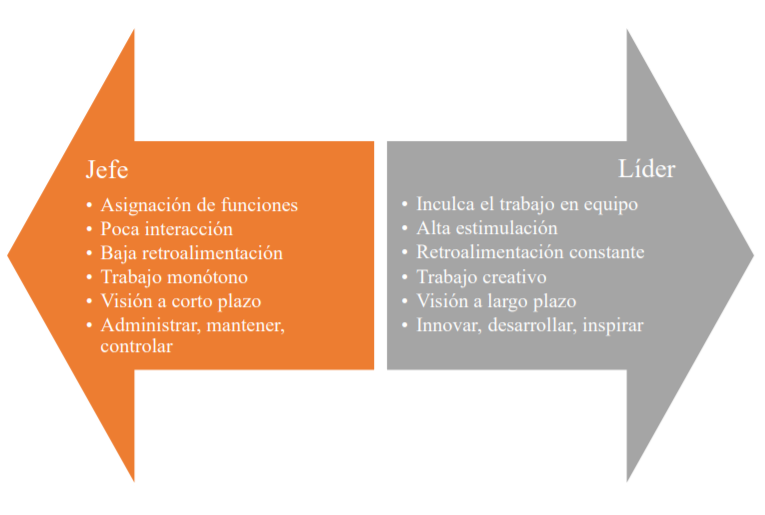 Jefe
• Asignación de funciones
• Poca interacción
• Baja retroalimentación
• Trabajo monótono
• Visión a corto plazo
• Administrar, mantener,
controlar
Líder
• Inculca el trabajo en equipo
• Alta estimulación
• Retroalimentación constante
• Trabajo creativo
• Visión a largo plazo
• Innovar, desarrollar, inspirar